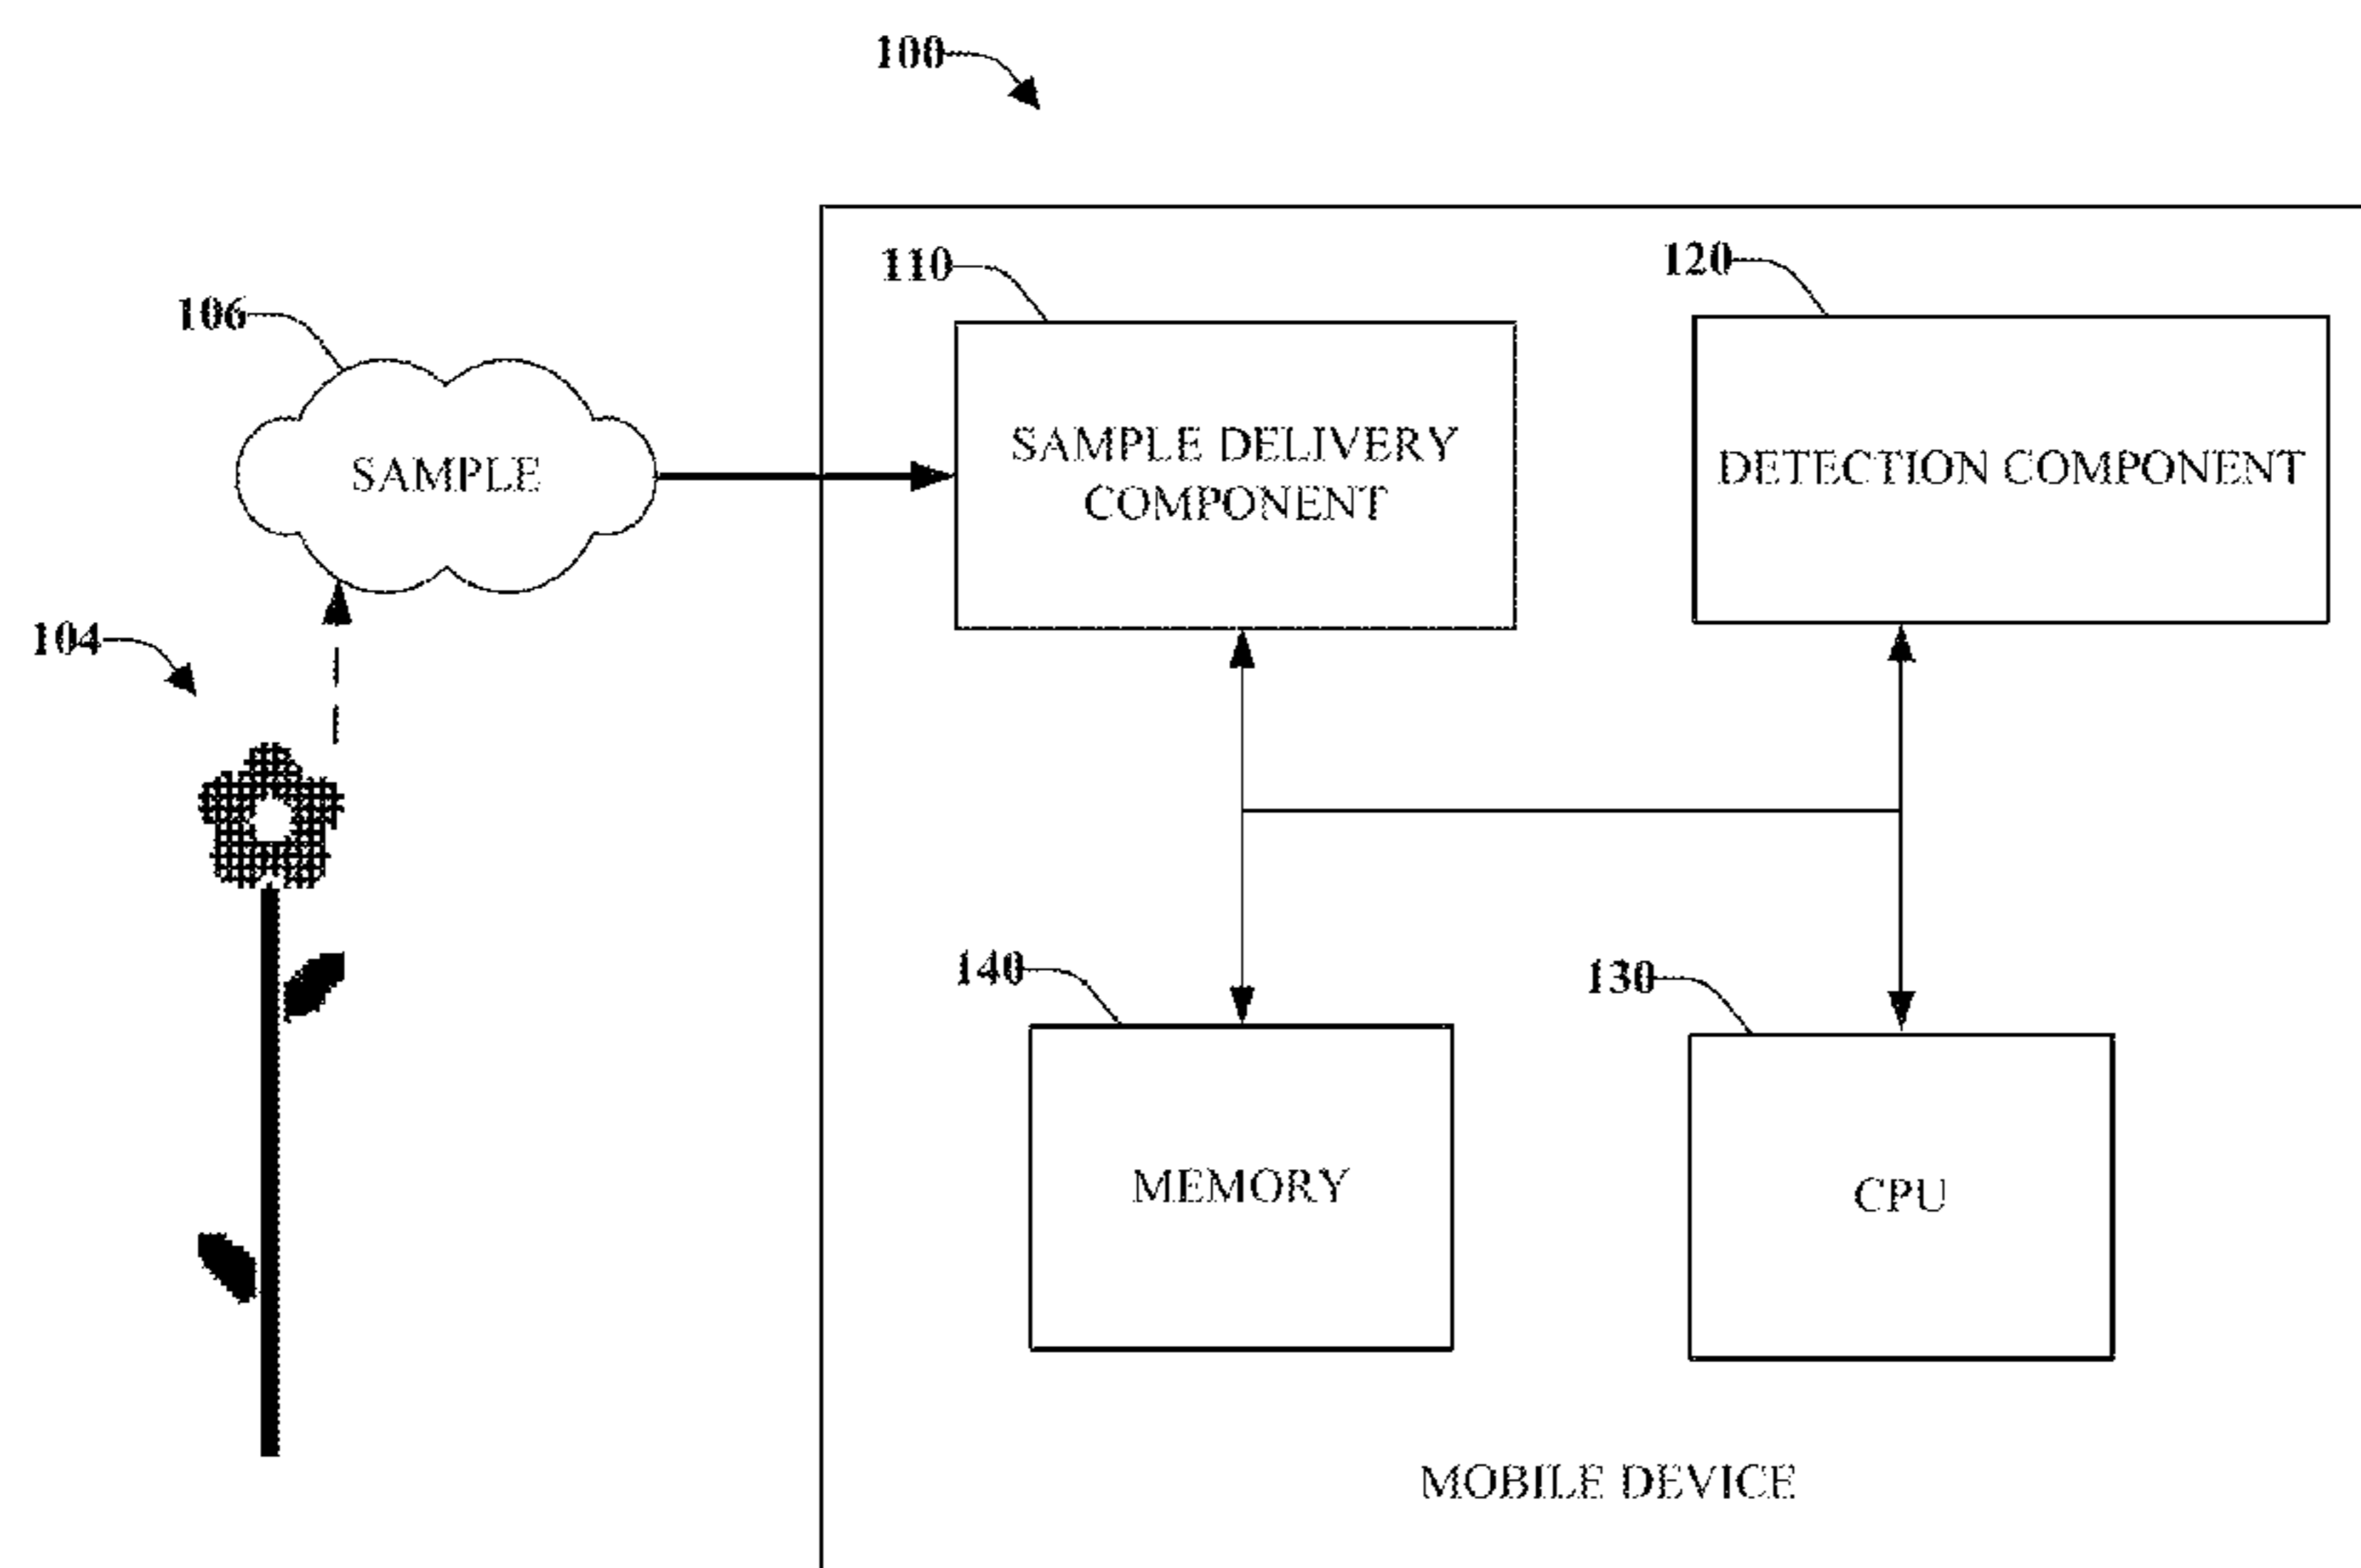 100
110
120
106
SAMPLE DELIVERY
COMPONENT
DETECTION COMPONENT
SAMPLE
104
140
130
MEMORY
CPU
MOBILE DEVICE